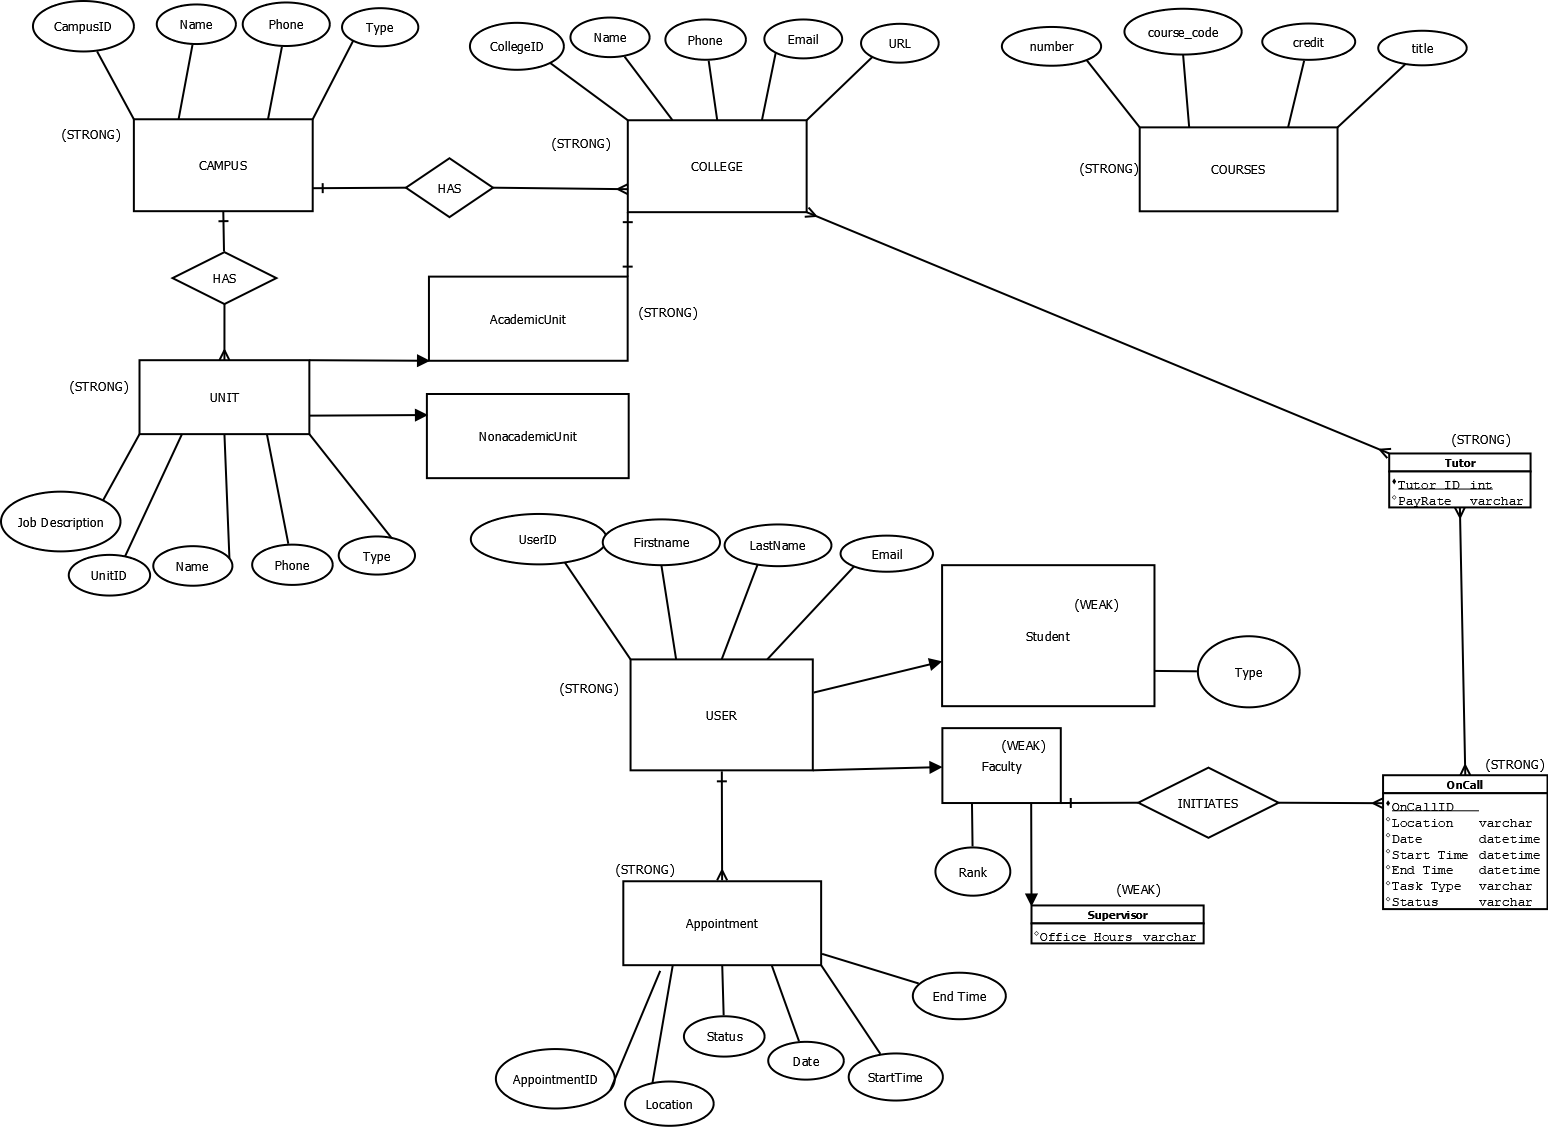 CampusID
Name
Phone
Type
CollegeID
Name
Phone
Email
URL
number
course_code
credit
title
(STRONG)
CAMPUS
HAS
(STRONG)
COLLEGE
(STRONG)
COURSES
HAS
AcademicUnit
(STRONG)
(STRONG)
UNIT
NonacademicUnit
Job Description
UnitID
Name
Phone
Type
(STRONG)
Tutor
Tutor ID int
PayRate varchar
UserID
Firstname
LastName
Email
(STRONG)
USER
(WEAK)
Student
Type
(WEAK)
Faculty
INITIATES
Rank
(WEAK)
Supervisor
Office Hours varchar
(STRONG)
OnCall
OnCallID
Location varchar
Date datetime
Start Time datetime
End Time datetime
Task Type varchar
Status varchar
(STRONG)
Appointment
AppointmentID
Location
Status
Date
StartTime
End Time